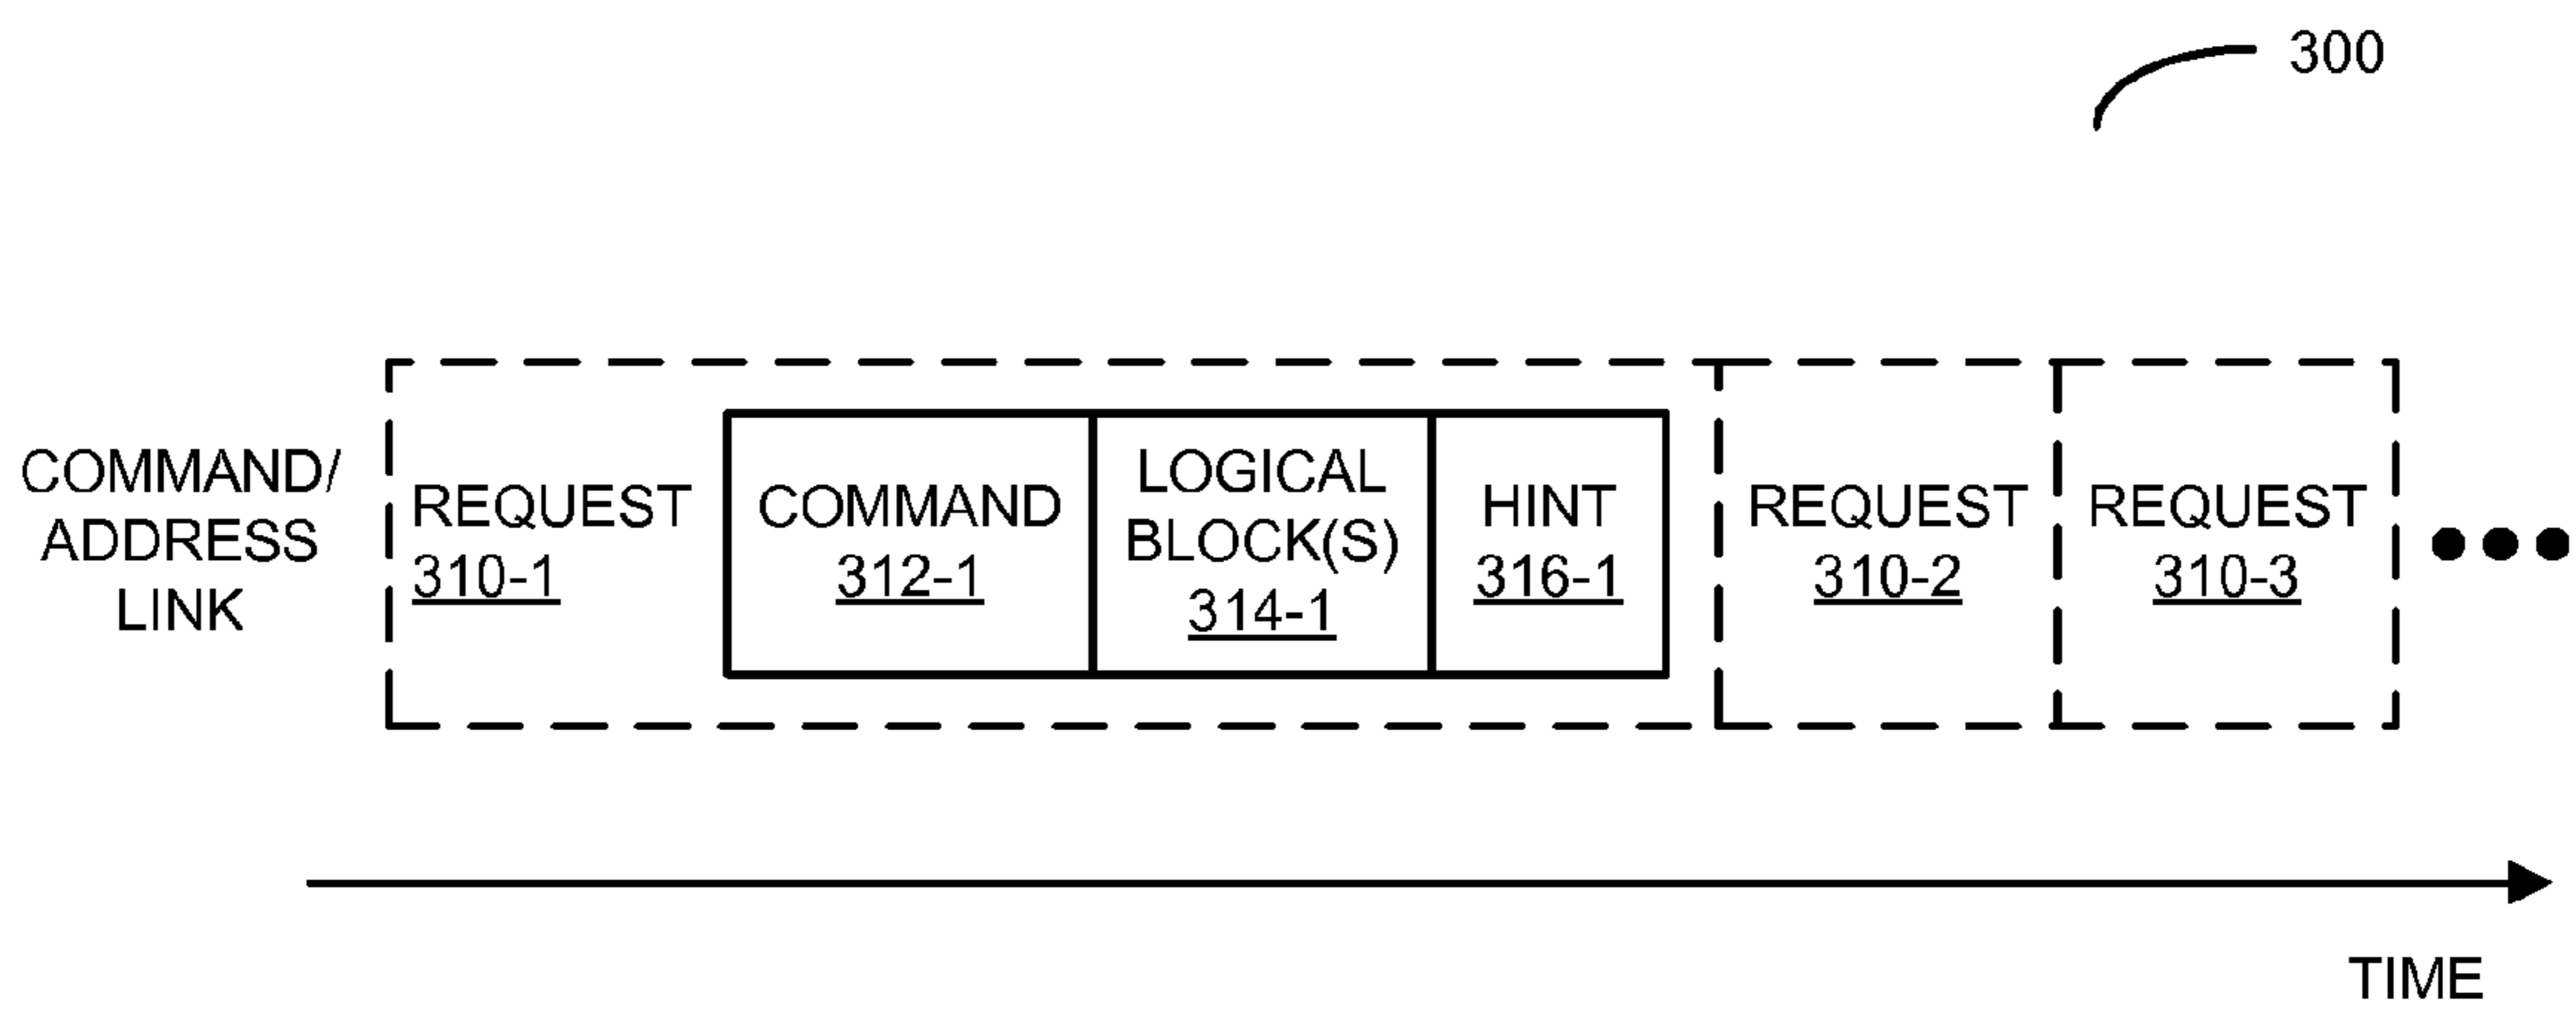 300
COMMAND/
ADDRESS
LINK
REQUEST
310-1
COMMAND
312-1
LOGICAL
BLOCK(S)
314-1
HINT
316-1
REQUEST
310-2
REQUEST
310-3
TIME